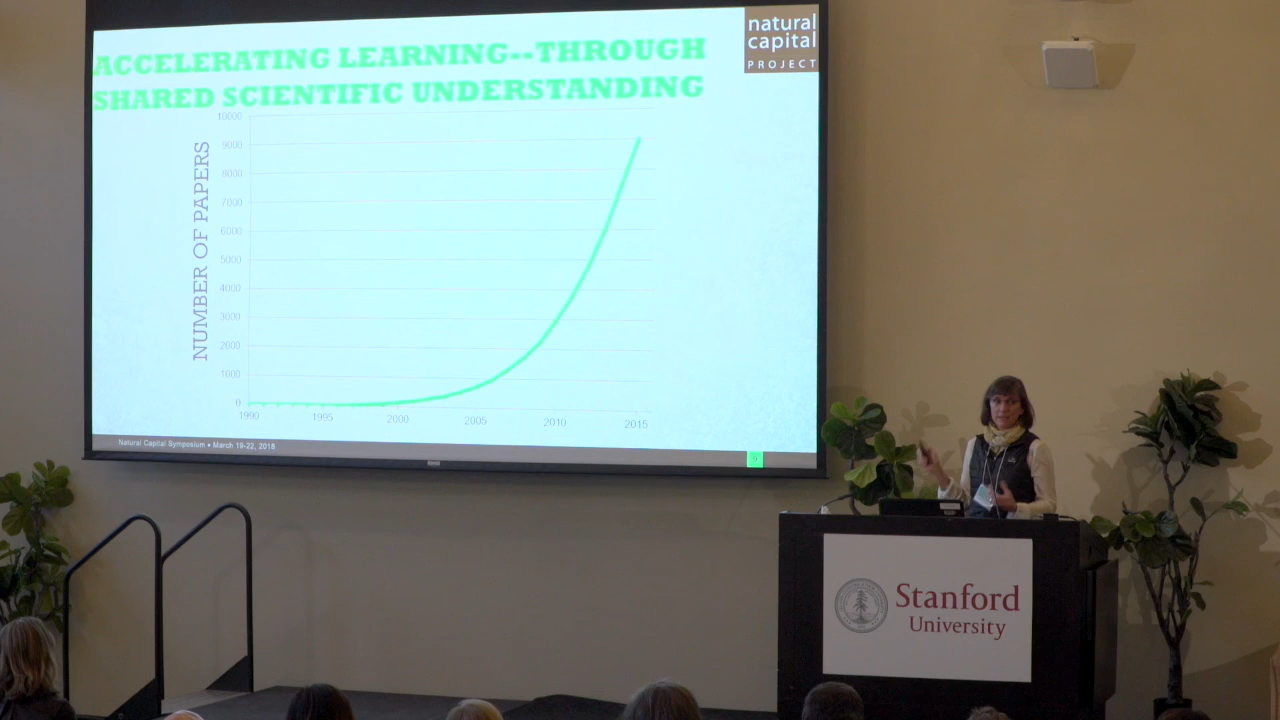 ACCELERATING LEARNING--THROUGH
SHARED SCIENTIFIC UNDERSTANDING
natural
capital
PROJECT
NUMBER OF PAPERS
10000
9000
8000
7000
6000
5000
4000
3000
2000
1000
0
1990 1995 2000 2005 2010 2015
Natural Capital Symposium • March 19-22, 2018
9
Stanford
University